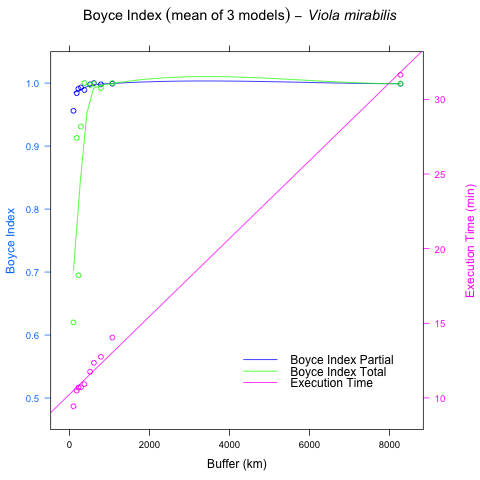 Boyce Index (mean of 3 models) – Viola mirabilis
1.0
0.9
0.8
0.7
0.6
0.5
Boyce Index
30
25
20
15
10
Execution Time (min)
Boyce Index Partial
Boyce Index Total
Execution Time
0 2000 4000 6000 8000
Buffer (km)